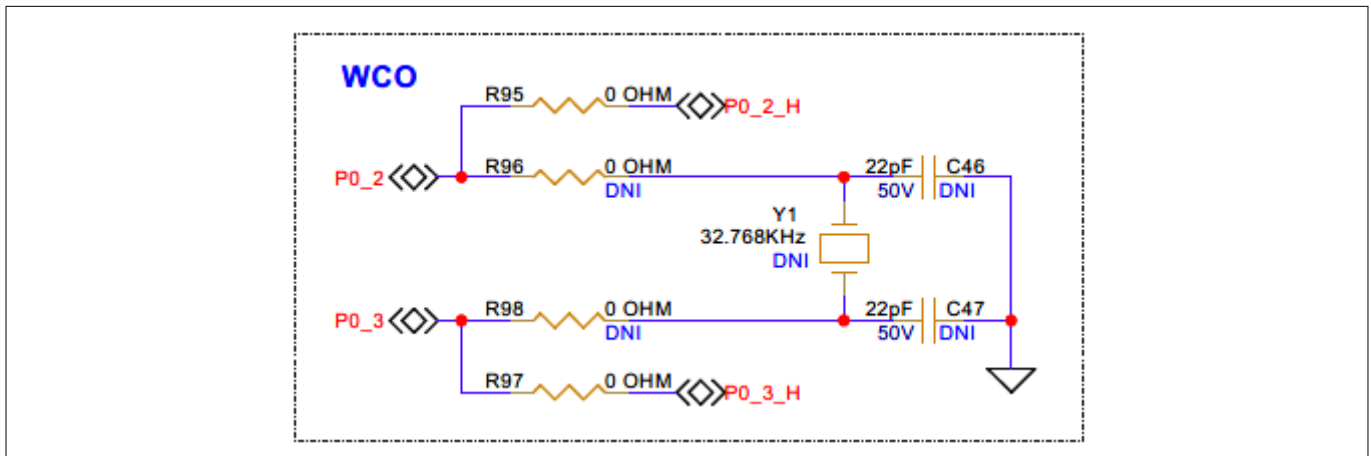 WCO
R95 0 OHM P0_2_H
P0_2 R96 0 OHM 22pF C46
DNI 50V DNI
Y1
32.768KHz
DNI
P0_3 R98 0 OHM 22pF C47
DNI 50V DNI
R97 0 OHM P0_3_H